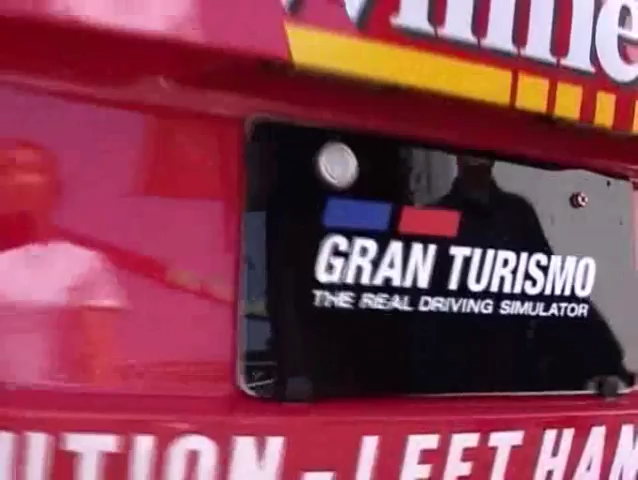 GRAN TURISMO
THE REAL DRIVING SIMULATOR
UTION - LEFT HAN